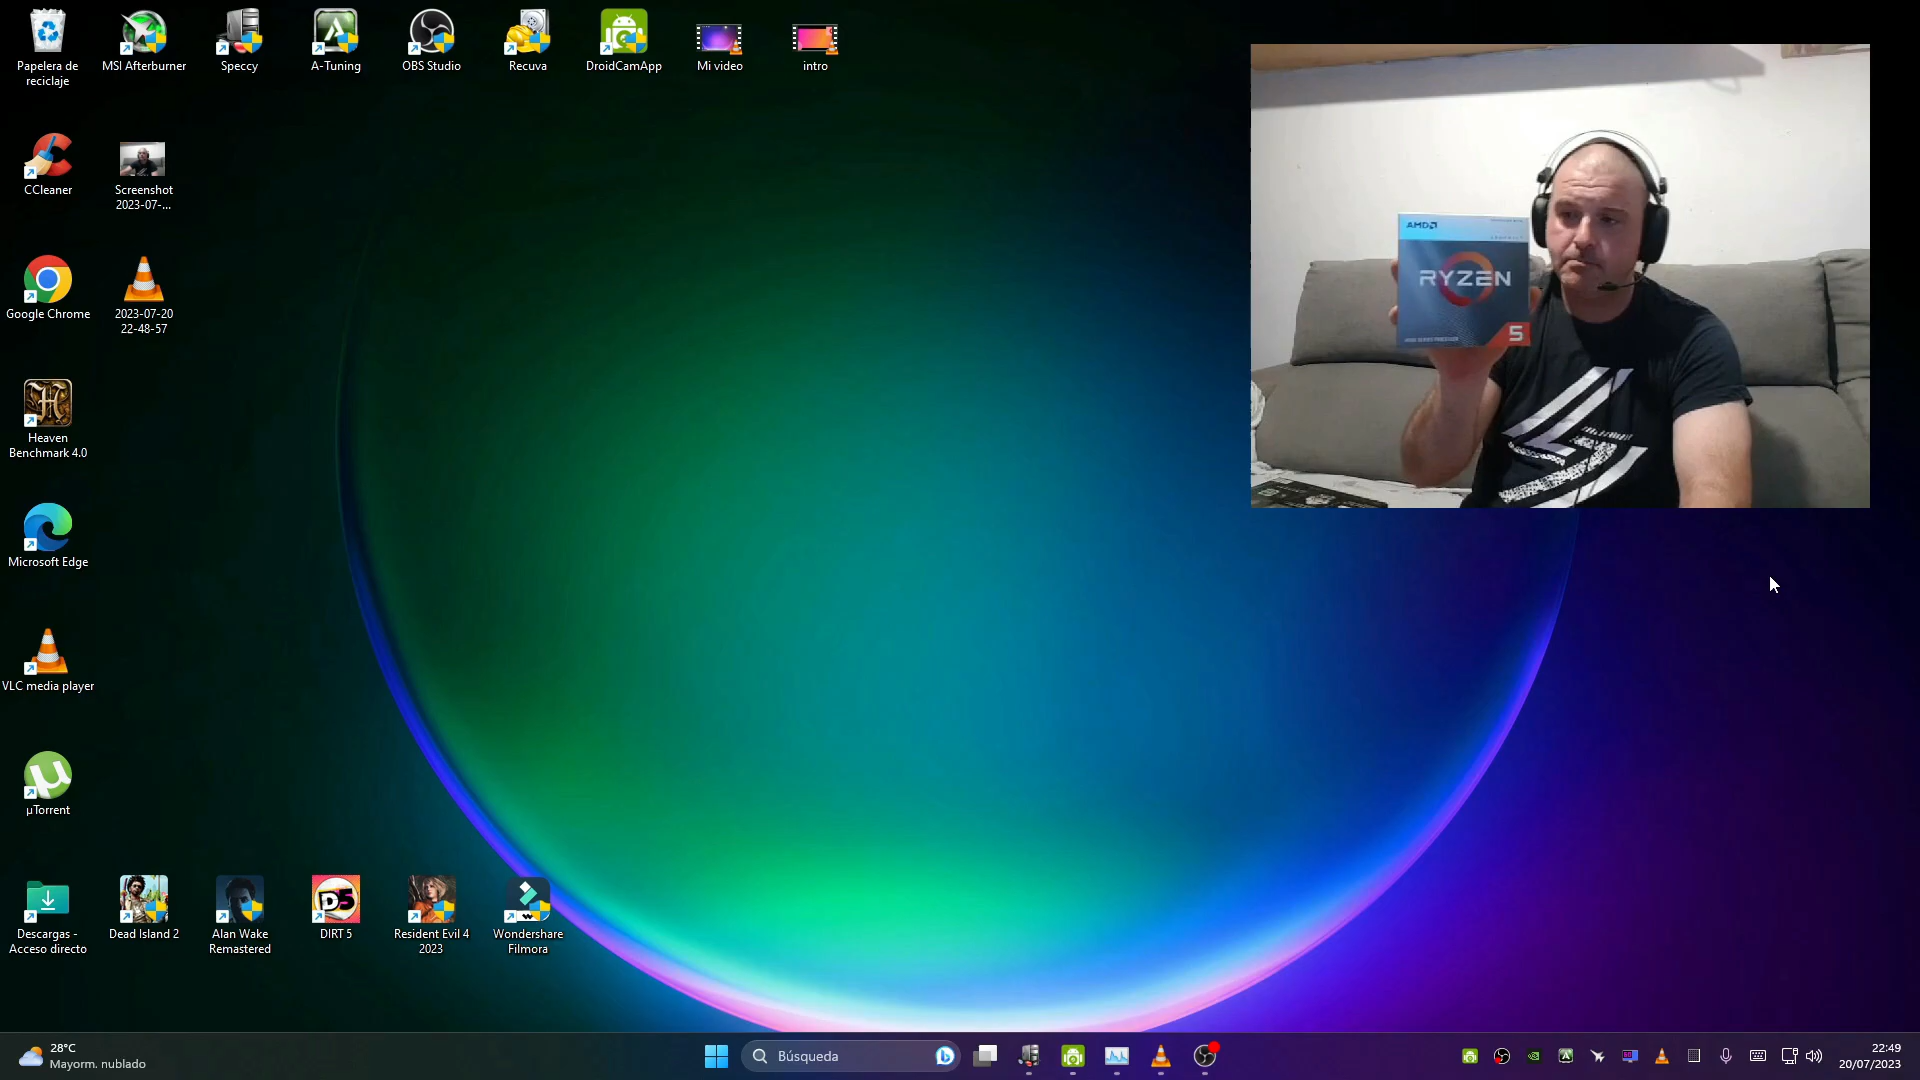 Papelera de
reciclaje
MSI Afterburner
Speccy
A-Tuning
OBS Studio
Recuva
DroidCamApp
Mi video
intro
CCleaner
Screenshot
2023-07-...
Google Chrome
2023-07-20
22-48-57
Heaven
Benchmark 4.0
Microsoft Edge
VLC media player
µTorrent
Descargas -
Acceso directo
Dead Island 2
Alan Wake
Remastered
D5
DIRT 5
Resident Evil 4
2023
Wondershare
Filmora
AMD
RYZEN
5
28°C
Mayorm. nublado
Búsqueda
22:49
20/07/2023